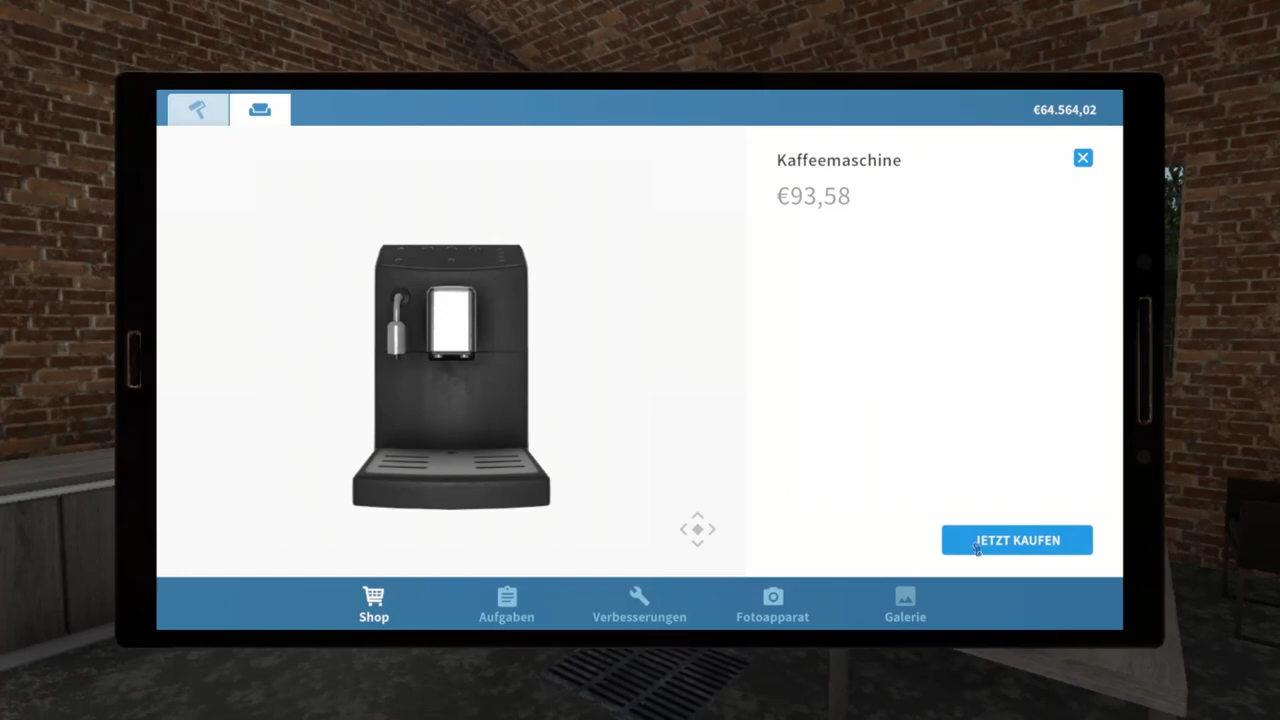 €64.564,02
Kaffeemaschine
€93,58
JETZT KAUFEN
Shop
Aufgaben
Verbesserungen
Fotoapparat
Galerie